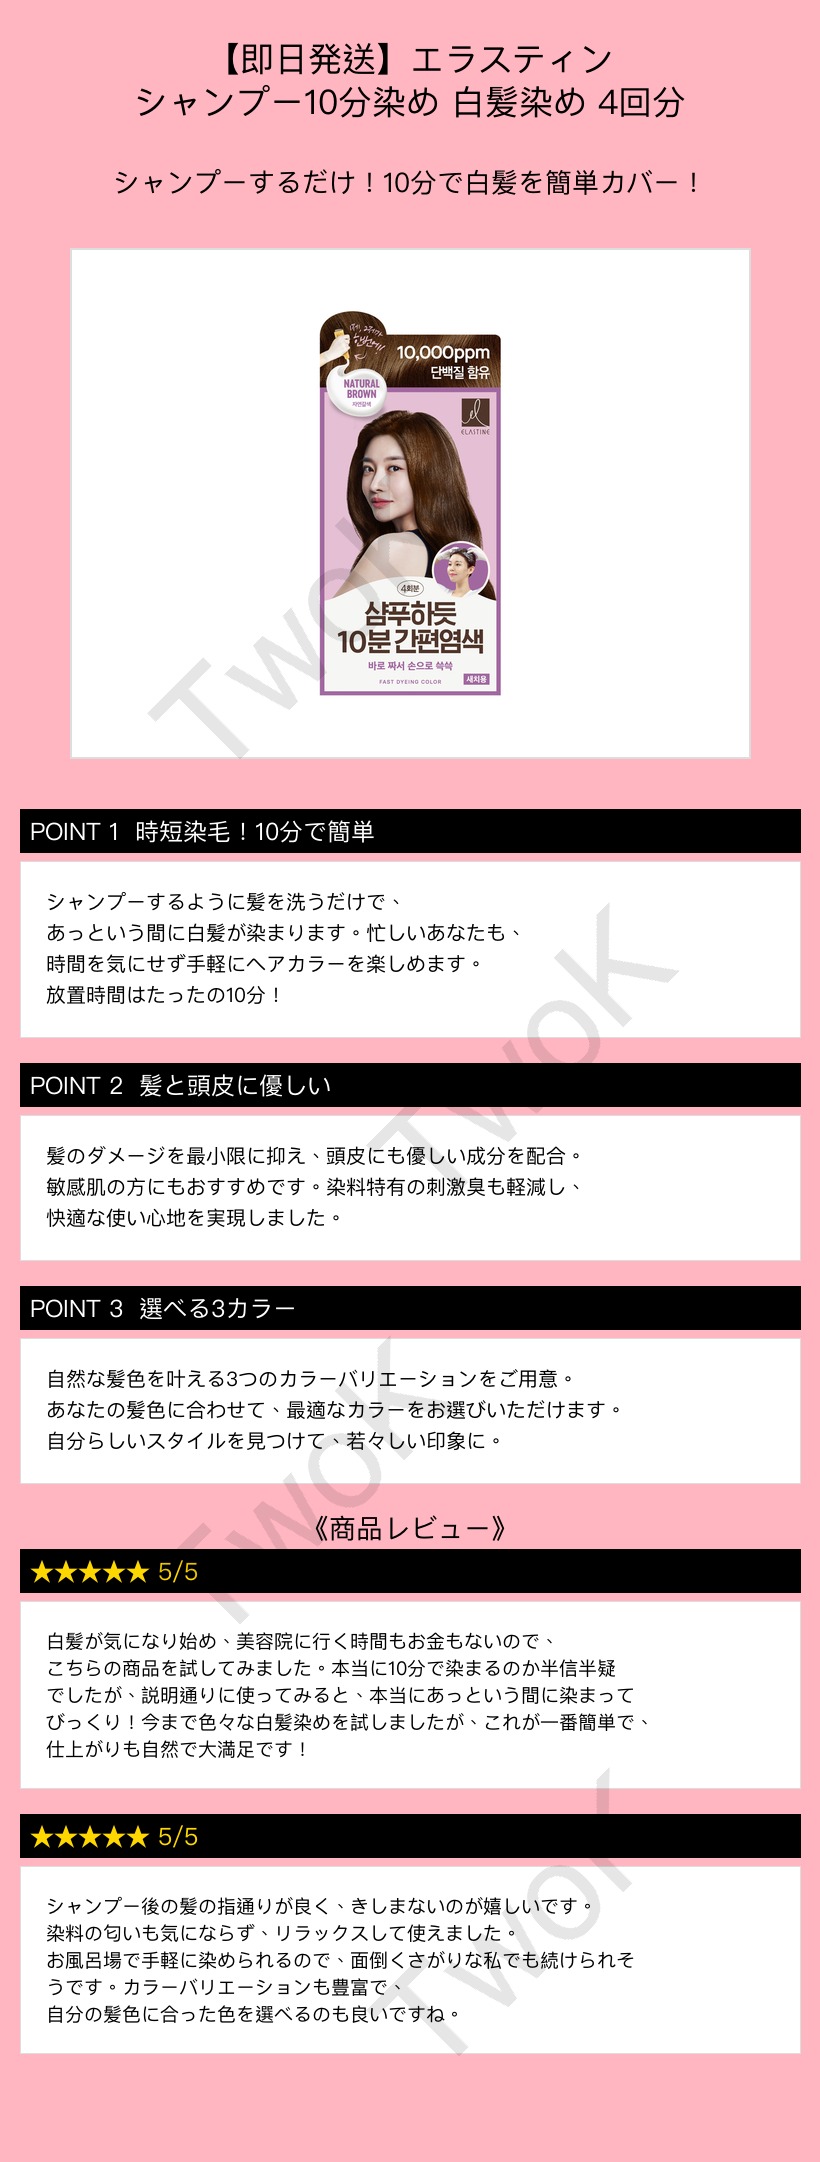 【即日発送】エラスティン
シャンプー10分染め 白髪染め 4回分
シャンプーするだけ！10分で白髪を簡単カバー！
1제, 2제가
한번에!!
10,000ppm
단백질 함유
NATURAL
BROWN
자연갈색
el
ELASTINE
4회분
샴푸하듯
10분 간편염색
바로 짜서 손으로 쓱쓱
FAST DYEING COLOR
새치용
TwoK
POINT 1 時短染毛！10分で簡単
シャンプーするように髪を洗うだけで、
あっという間に白髪が染まります。忙しいあなたも、
時間を気にせず手軽にヘアカラーを楽しめます。
放置時間はたったの10分！
TwoK
POINT 2 髪と頭皮に優しい
髪のダメージを最小限に抑え、頭皮にも優しい成分を配合。
敏感肌の方にもおすすめです。染料特有の刺激臭も軽減し、
快適な使い心地を実現しました。
POINT 3 選べる3カラー
自然な髪色を叶える3つのカラーバリエーションをご用意。
あなたの髪色に合わせて、最適なカラーをお選びいただけます。
自分らしいスタイルを見つけて、若々しい印象に。
TwoK
《商品レビュー》
★★★★★ 5/5
白髪が気になり始め、美容院に行く時間もお金もないので、
こちらの商品を試してみました。本当に10分で染まるのか半信半疑
でしたが、説明通りに使ってみると、本当にあっという間に染まって
びっくり！今まで色々な白髪染めを試しましたが、これが一番簡単で、
仕上がりも自然で大満足です！
★★★★★ 5/5
シャンプー後の髪の指通りが良く、きしまないのが嬉しいです。
染料の匂いも気にならず、リラックスして使えました。
お風呂場で手軽に染められるので、面倒くさがりな私でも続けられそ
うです。カラーバリエーションも豊富で、
自分の髪色に合った色を選べるのも良いですね。
TwoK